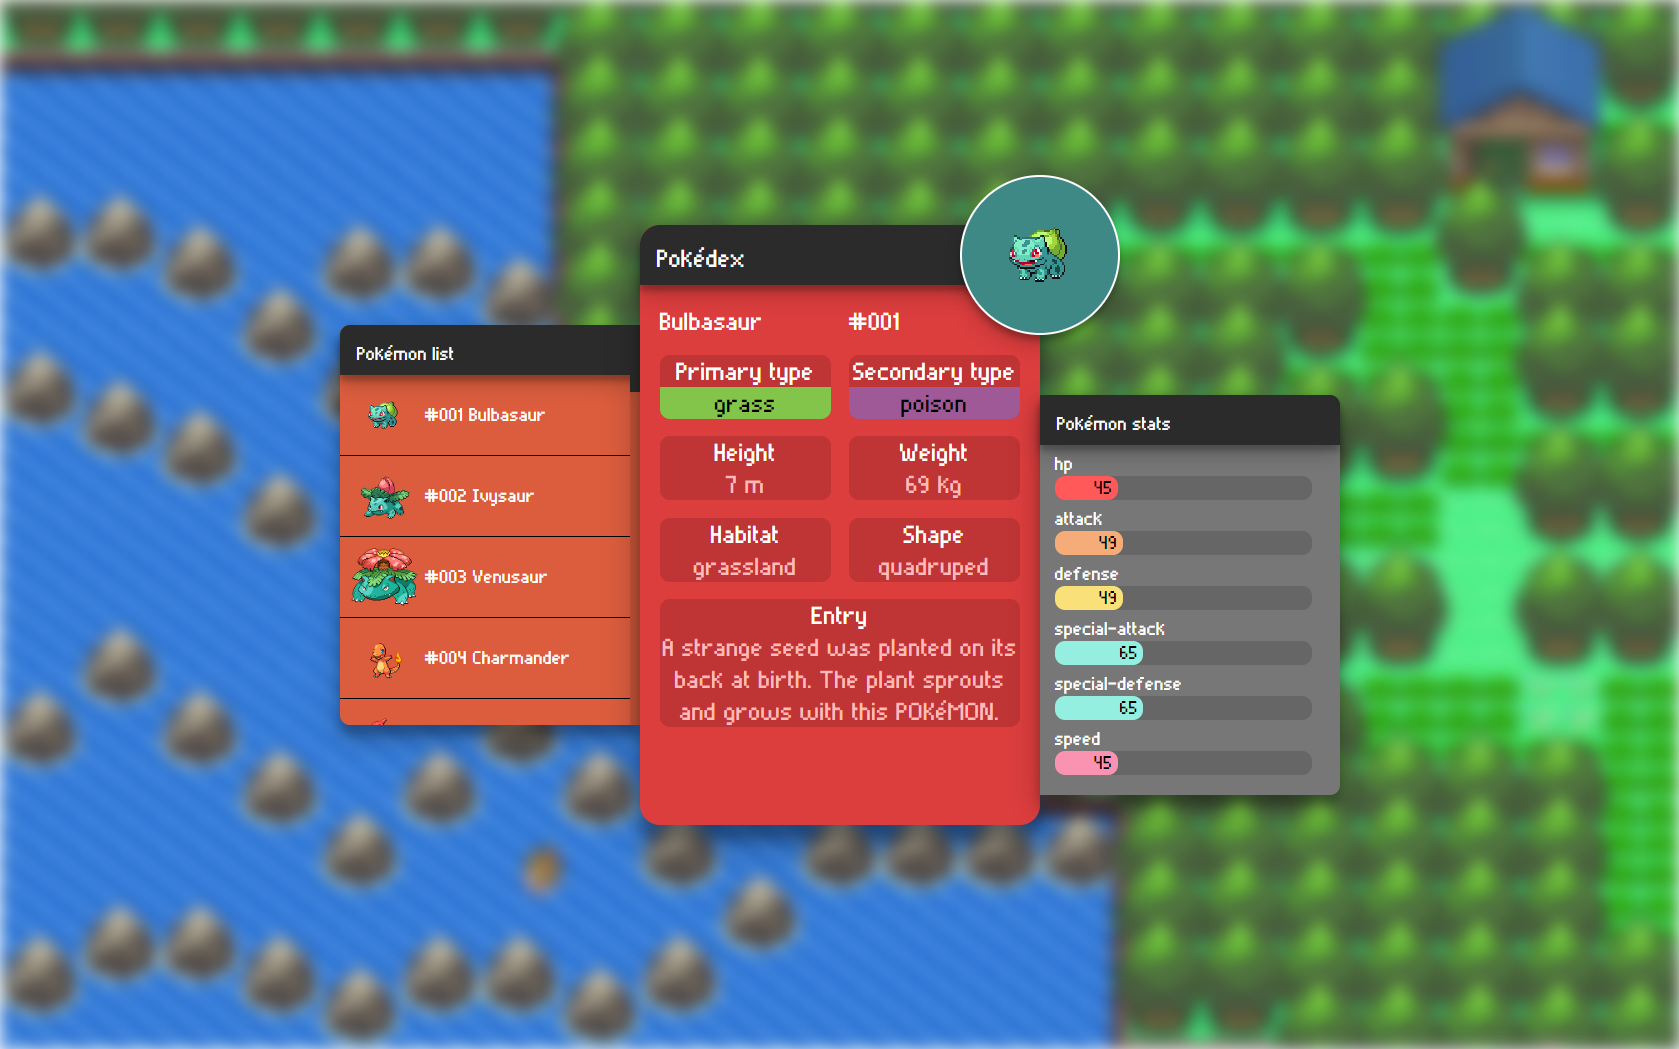 Pokédex
Bulbasaur #001
Primary type
grass
Secondary type
poison
Height
7 m
Weight
69 Kg
Habitat
grassland
Shape
quadruped
Entry
A strange seed was planted on its
back at birth. The plant sprouts
and grows with this POKéMON.
Pokémon list
#001 Bulbasaur
#002 Ivysaur
#003 Venusaur
#004 Charmander
Pokémon stats
hp
45
attack
49
defense
49
special-attack
65
special-defense
65
speed
45